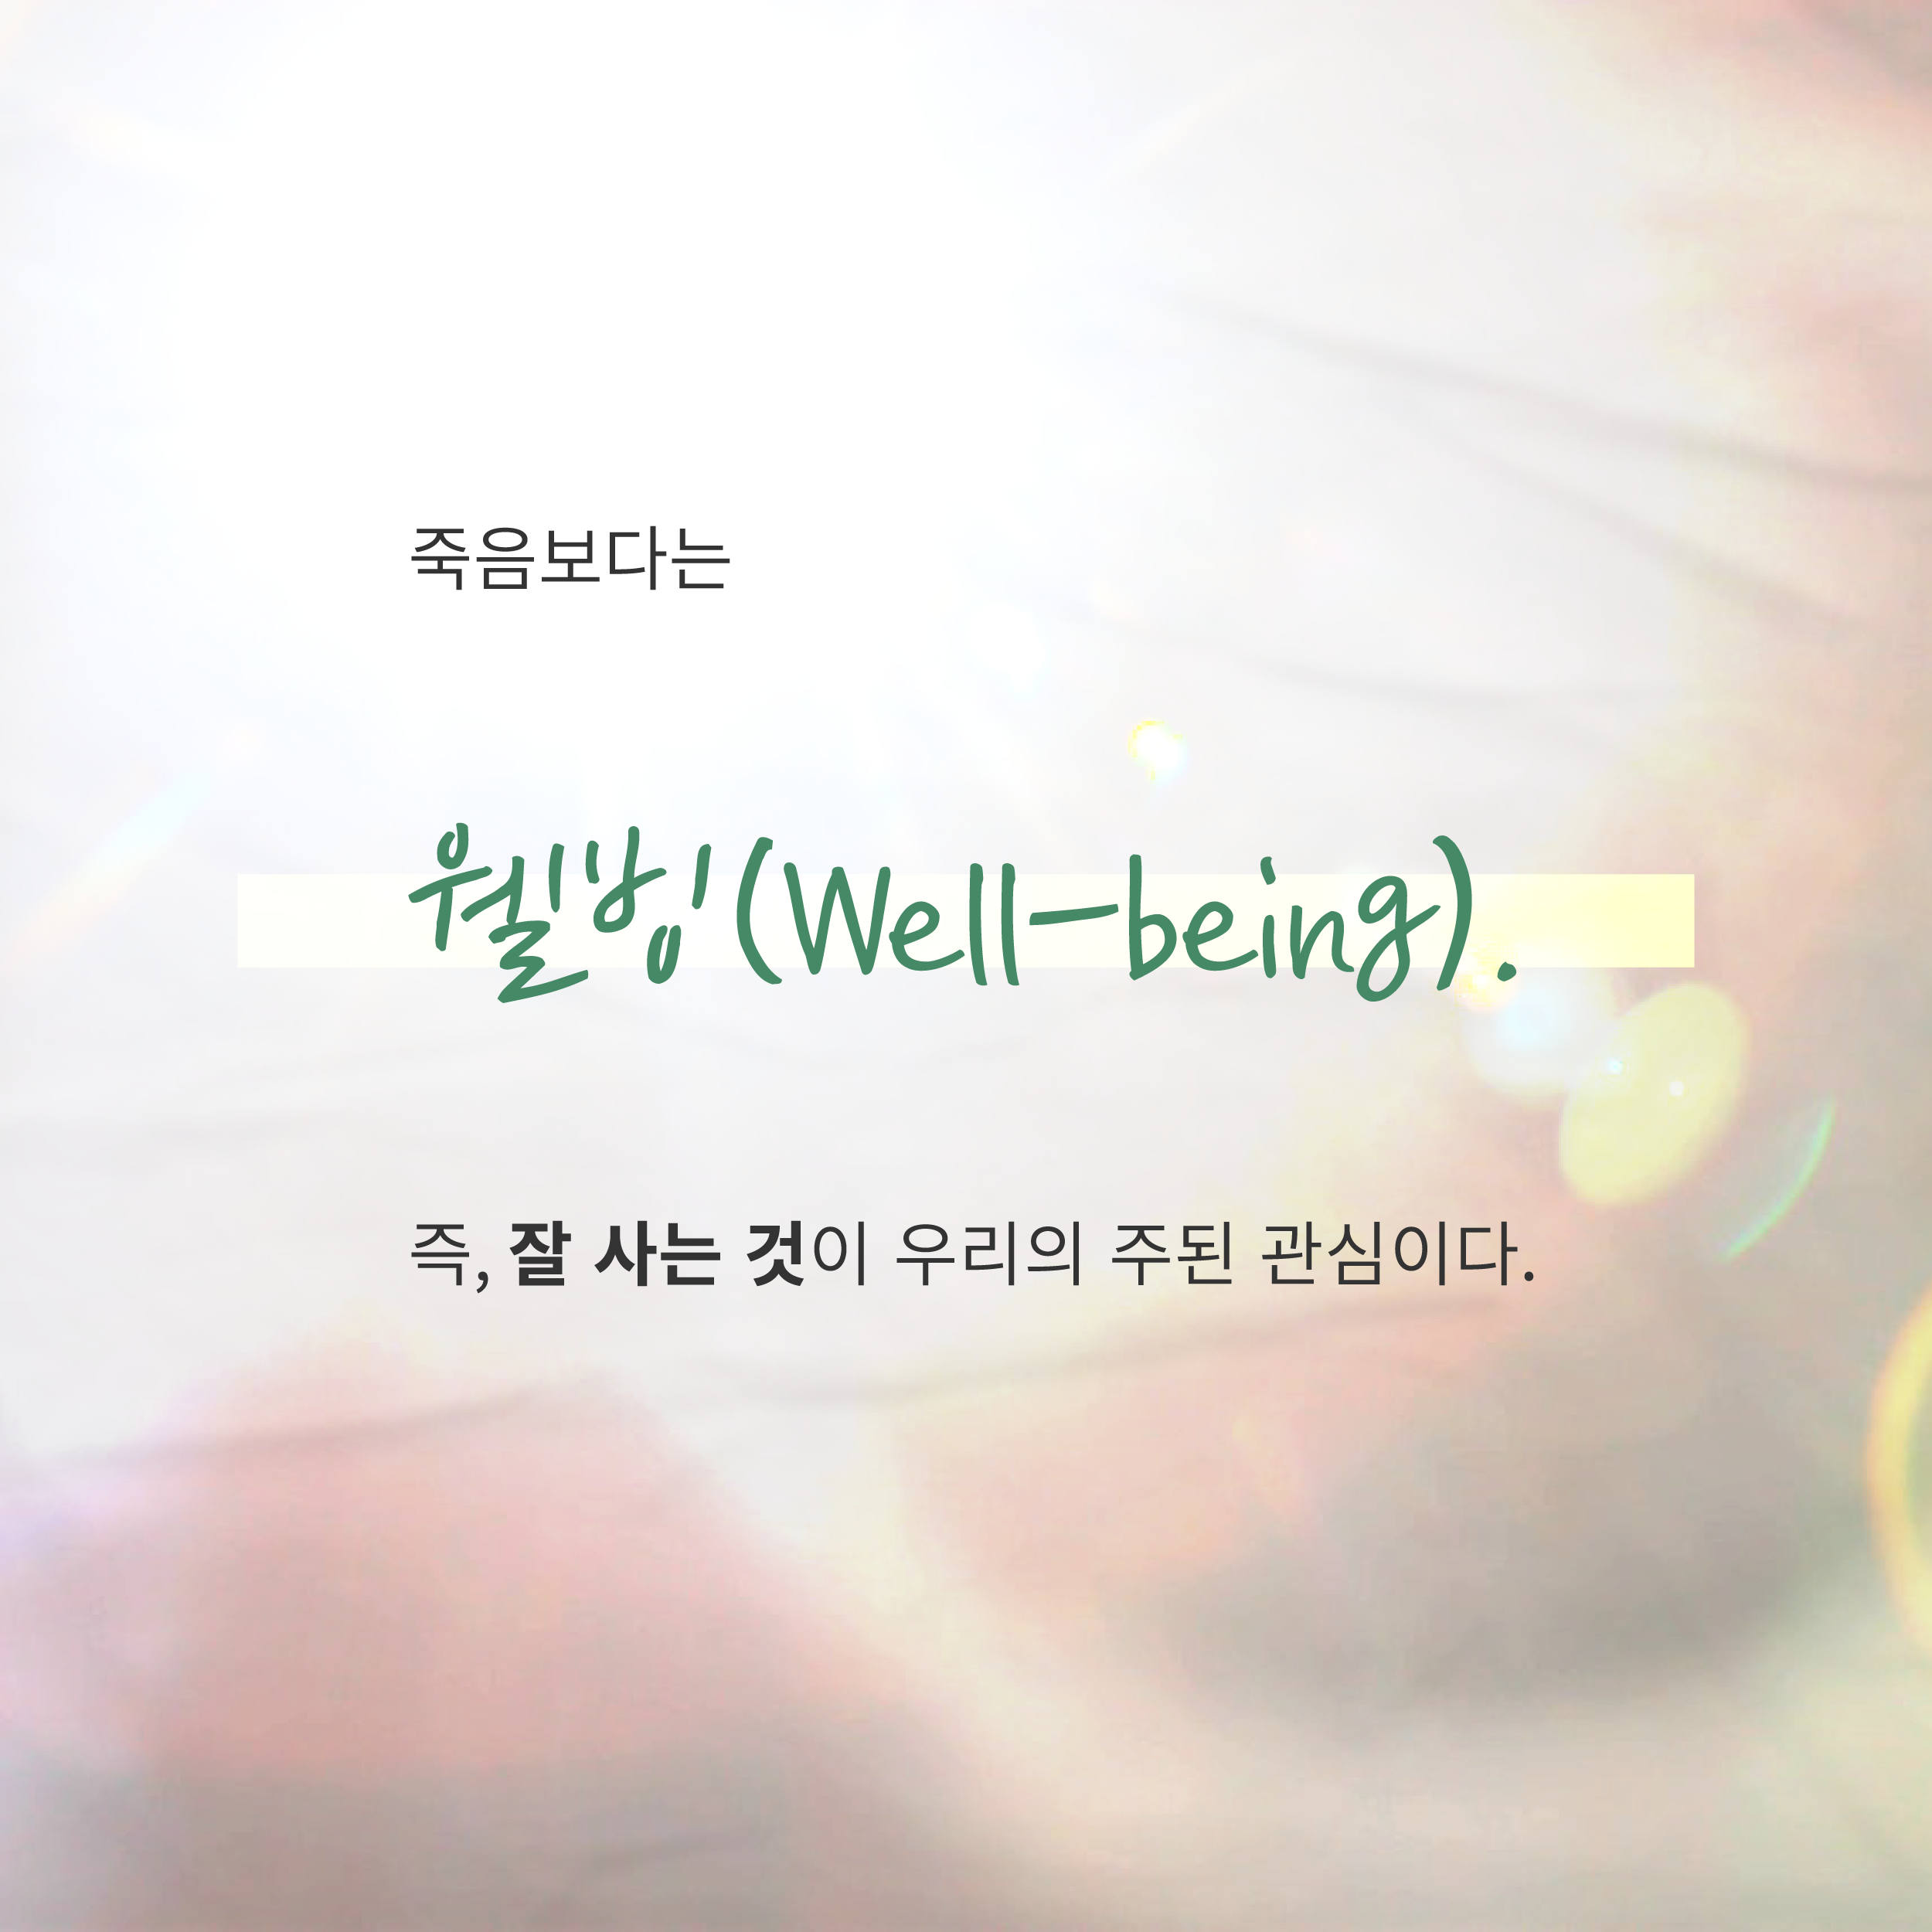 죽음보다는
웰빙(Well-being).
즉, 잘 사는 것이 우리의 주된 관심이다.